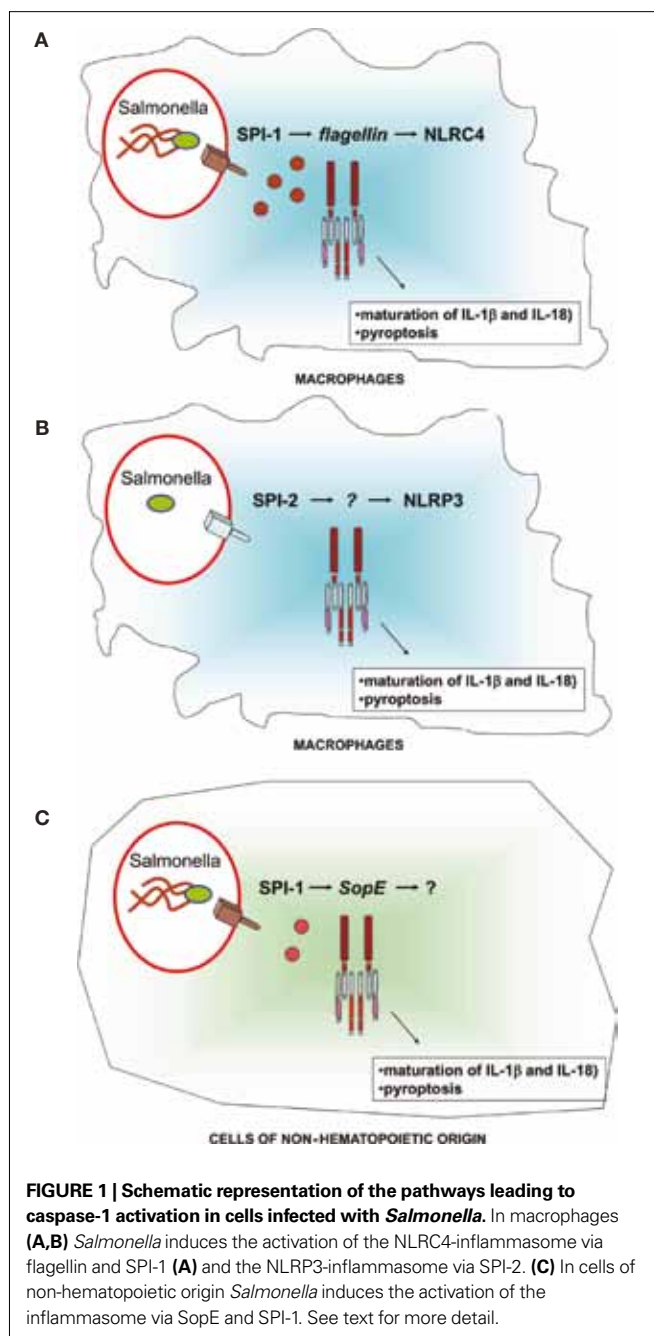 A
Salmonella
SPI-1 → flagellin → NLRC4
•maturation of IL-1β and IL-18)
•pyroptosis
MACROPHAGES
B
Salmonella
SPI-2 → ? → NLRP3
•maturation of IL-1β and IL-18)
•pyroptosis
MACROPHAGES
C
Salmonella
SPI-1 → SopE → ?
•maturation of IL-1β and IL-18)
•pyroptosis
CELLS OF NON-HEMATOPOIETIC ORIGIN
FIGURE 1 | Schematic representation of the pathways leading to
caspase-1 activation in cells infected with Salmonella. In macrophages
(A,B) Salmonella induces the activation of the NLRC4-inflammasome via
flagellin and SPI-1 (A) and the NLRP3-inflammasome via SPI-2. (C) In cells of
non-hematopoietic origin Salmonella induces the activation of the
inflammasome via SopE and SPI-1. See text for more detail.